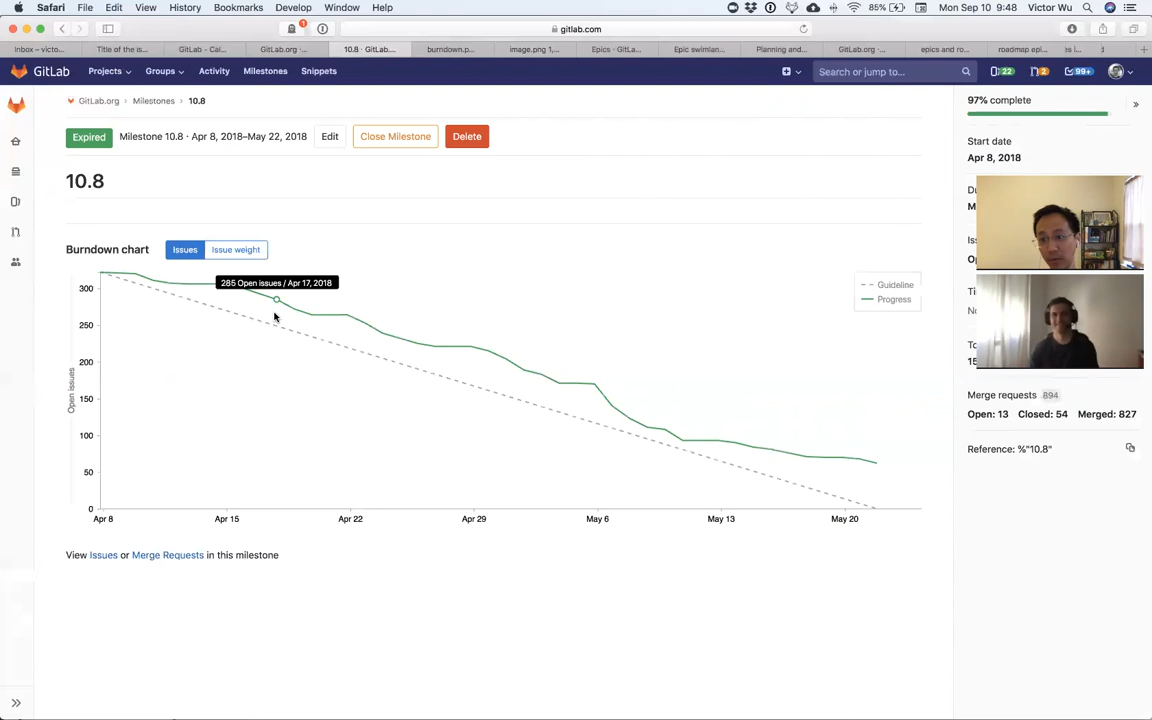 Safari File Edit View History Bookmarks Develop Window Help 85% Mon Sep 10 9:48 Victor Wu
1 gitlab.com
Inbox – victo... Title of the is... GitLab - Cai... GitLab.org ·... 10.8 · GitLab... burndown.p... image.png 1,... Epics · GitLa... Epic swimlan... Planning and... GitLab.org ·... epics and ro... roadmap epi...
GitLab Projects Groups Activity Milestones Snippets Search or jump to... 22 2 99+
GitLab.org › Milestones › 10.8
Expired Milestone 10.8 · Apr 8, 2018–May 22, 2018 Edit Close Milestone Delete
10.8
Burndown chart Issues Issue weight
285 Open issues / Apr 17, 2018
Guideline
Progress
Open issues
300
250
200
150
100
50
0
Apr 8 Apr 15 Apr 22 Apr 29 May 6 May 13 May 20
View Issues or Merge Requests in this milestone
97% complete »
Start date
Apr 8, 2018
Merge requests 894
Open: 13 Closed: 54 Merged: 827
Reference: %"10.8"
»